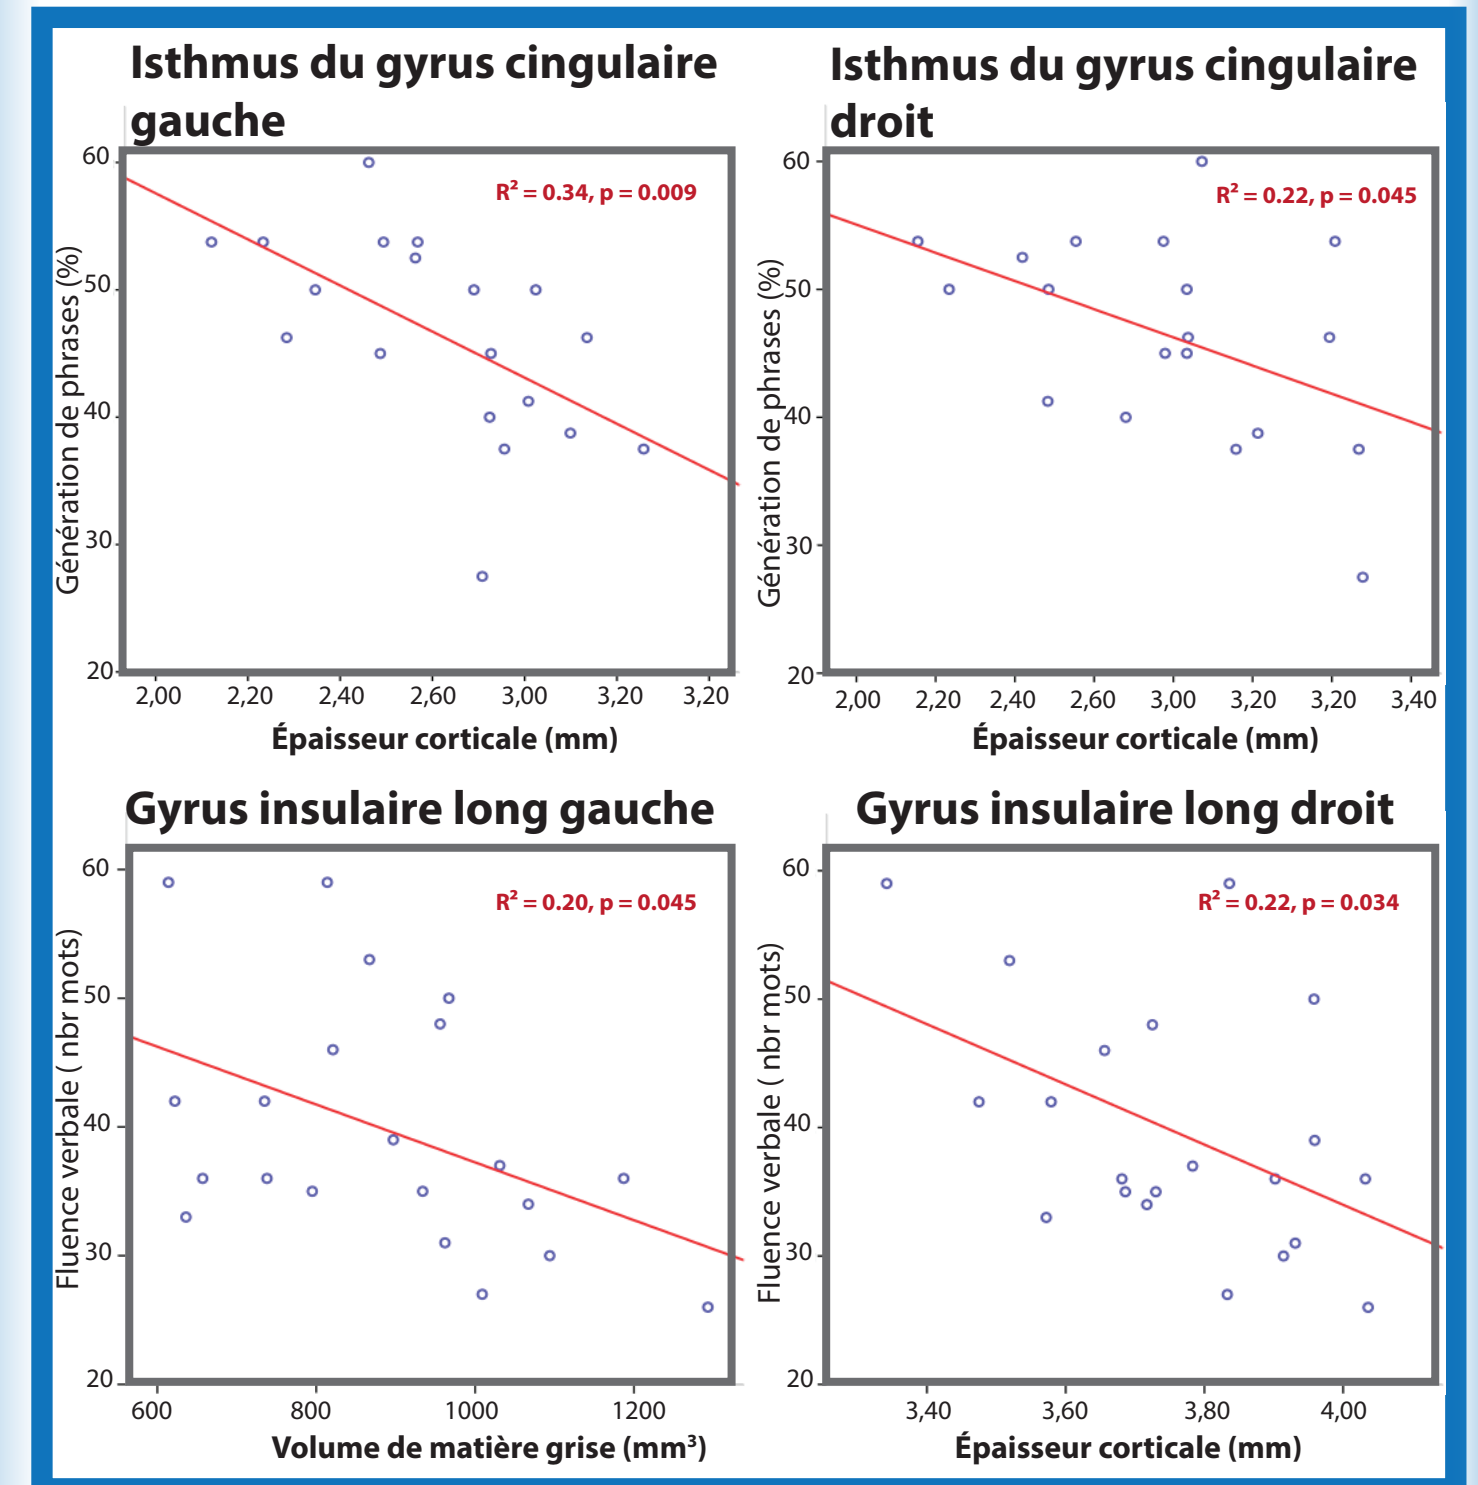 Isthmus du gyrus cingulaire
gauche
R² = 0.34, p = 0.009
Génération de phrases (%)
60
50
40
30
20
2,00 2,20 2,40 2,60 3,00 3,20 3,20
Épaisseur corticale (mm)
Isthmus du gyrus cingulaire
droit
R² = 0.22, p = 0.045
Génération de phrases (%)
60
50
40
30
20
2,00 2,20 2,40 2,60 3,00 3,20 3,20 3,40
Épaisseur corticale (mm)
Gyrus insulaire long gauche
R² = 0.20, p = 0.045
Fluence verbale ( nbr mots)
60
50
40
30
20
600 800 1000 1200
Volume de matière grise (mm³)
Gyrus insulaire long droit
R² = 0.22, p = 0.034
Fluence verbale ( nbr mots)
60
50
40
30
20
3,40 3,60 3,80 4,00
Épaisseur corticale (mm)